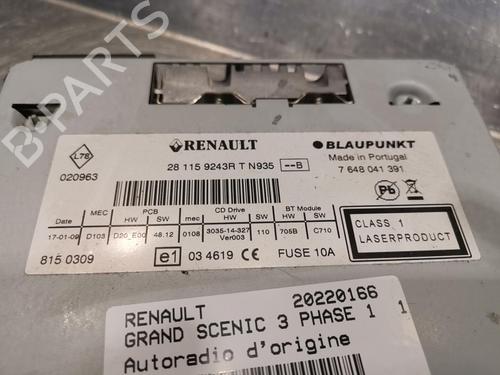 L78
020963
RENAULT
28 115 9243R T N935 --B
BLAUPUNKT
Made in Portugal
7 648 041 391
Pb
MEC PCB CD Drive BT Module
Date HW SW mec HW SW HW SW
17-01-09 D103 D20_E00 48.12 0108 3035-14-327 Ver003 110 705B C710
815 0309
e1 03 4619 CE FUSE 10A
CLASS 1
LASERPRODUCT
20220166
RENAULT
GRAND SCENIC 3 PHASE 1 1
Autoradio d'origine
B-PARTS